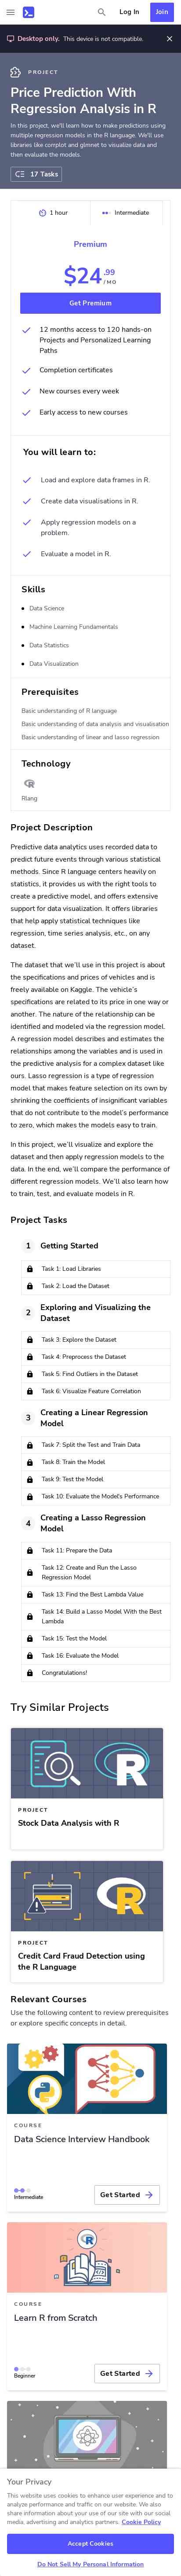 Log In
Join
Desktop only. This device is not compatible.
PROJECT
Price Prediction With
Regression Analysis in R
In this project, we'll learn how to make predictions using
multiple regression models in the R language. We'll use
libraries like corrplot and glmnet to visualize data and
then evaluate the models.
17 Tasks
1 hour
Intermediate
Premium
$24.99
/ MO
Get Premium
12 months access to 120 hands-on
Projects and Personalized Learning
Paths
Completion certificates
New courses every week
Early access to new courses
You will learn to:
Load and explore data frames in R.
Create data visualisations in R.
Apply regression models on a
problem.
Evaluate a model in R.
Skills
Data Science
Machine Learning Fundamentals
Data Statistics
Data Visualization
Prerequisites
Basic understanding of R language
Basic understanding of data analysis and visualisation
Basic understanding of linear and lasso regression
Technology
R
Rlang
Project Description
Predictive data analytics uses recorded data to
produce future events through various statistical
methods. Since R language centers heavily on
statistics, it provides us with the right tools to
create a predictive model, and offers extensive
support for data visualization. It offers libraries
that help apply statistical techniques like
regression, time series analysis, etc., on any
dataset.
The dataset that we'll use in this project is about
the specifications and prices of vehicles and is
freely available on Kaggle. The vehicle's
specifications are related to its price in one way or
another. The nature of the relationship can be
identified and modeled via the regression model.
A regression model describes and estimates the
relationships among the variables and is used in
the predictive analysis for a complex dataset like
ours. Lasso regression is a type of regression
model that makes feature selection on its own by
shrinking the coefficients of insignificant variables
that do not contribute to the model's performance
to zero, which makes the models easy to train.
In this project, we'll visualize and explore the
dataset and then apply regression models to the
data. In the end, we'll compare the performance of
different regression models. We'll also learn how
to train, test, and evaluate models in R.
Project Tasks
1 Getting Started
Task 1: Load Libraries
Task 2: Load the Dataset
2 Exploring and Visualizing the
Dataset
Task 3: Explore the Dataset
Task 4: Preprocess the Dataset
Task 5: Find Outliers in the Dataset
Task 6: Visualize Feature Correlation
3 Creating a Linear Regression
Model
Task 7: Split the Test and Train Data
Task 8: Train the Model
Task 9: Test the Model
Task 10: Evaluate the Model's Performance
4 Creating a Lasso Regression
Model
Task 11: Prepare the Data
Task 12: Create and Run the Lasso
Regression Model
Task 13: Find the Best Lambda Value
Task 14: Build a Lasso Model With the Best
Lambda
Task 15: Test the Model
Task 16: Evaluate the Model
Congratulations!
Try Similar Projects
R
PROJECT
Stock Data Analysis with R
R
PROJECT
Credit Card Fraud Detection using
the R Language
Relevant Courses
Use the following content to review prerequisites
or explore specific concepts in detail.
COURSE
Data Science Interview Handbook
Intermediate
Get Started
R
COURSE
Learn R from Scratch
Beginner
Get Started
Your Privacy
This website uses cookies to enhance user experience and to
analyze performance and traffic on our website. We also
share information about your use of our site with our social
media, advertising and analytics partners. Cookie Policy
Accept Cookies
Do Not Sell My Personal Information